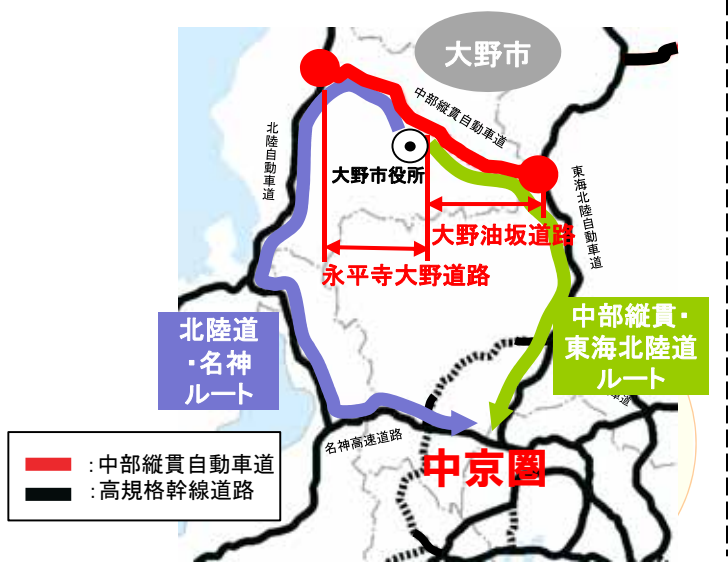 大野市
中部縦貫自動車道
北陸自動車道
大野市役所
東海北陸自動車道
大野油坂道路
永平寺大野道路
北陸道
・名神
ルート
中部縦貫・
東海北陸道
ルート
車道
名神高速道路
中京圏
:中部縦貫自動車道
:高規格幹線道路